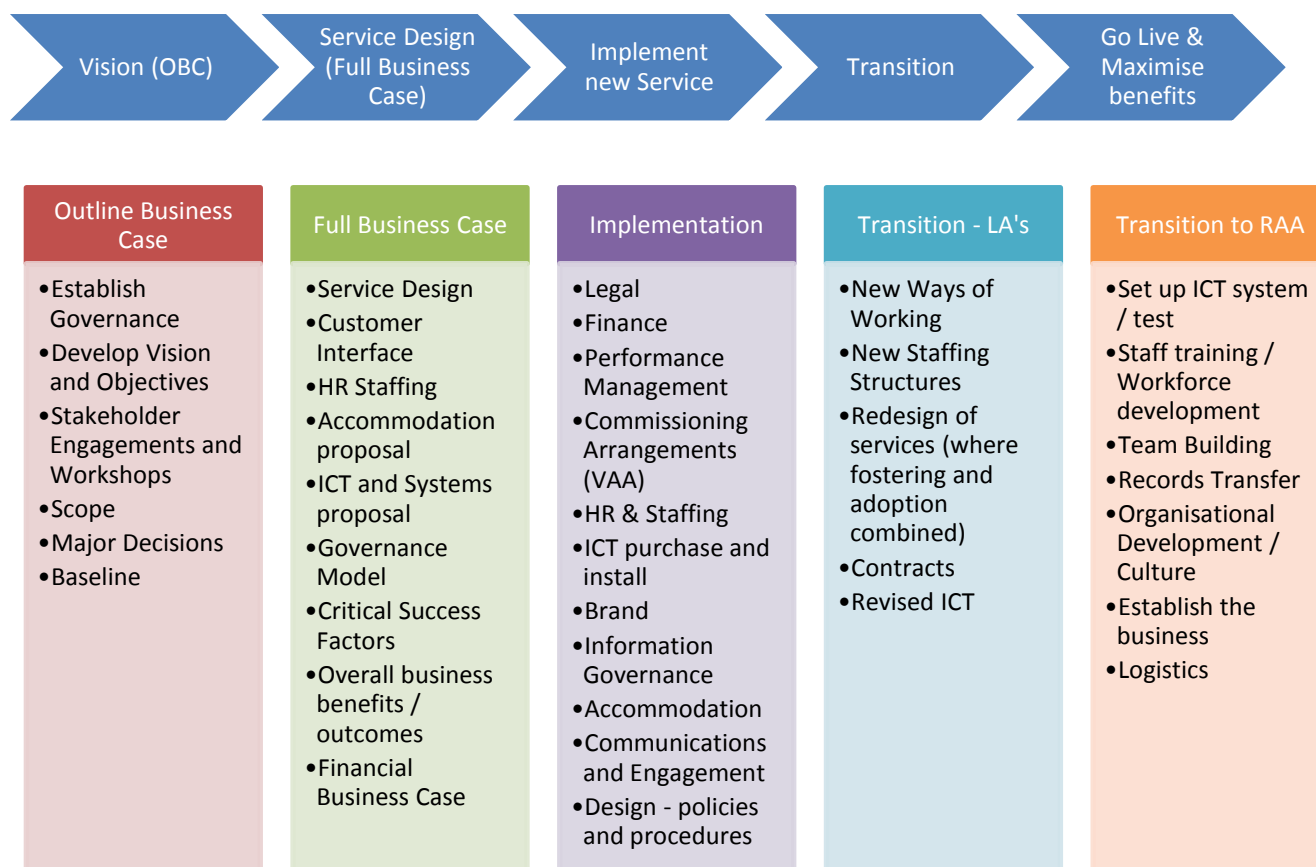 Vision (OBC)
Service Design
(Full Business
Case)
Implement
new Service
Transition
Go Live &
Maximise
benefits
Outline Business
Case
•Establish
Governance
•Develop Vision
and Objectives
•Stakeholder
Engagements and
Workshops
•Scope
•Major Decisions
•Baseline
Full Business Case
•Service Design
•Customer
Interface
•HR Staffing
•Accommodation
proposal
•ICT and Systems
proposal
•Governance
Model
•Critical Success
Factors
•Overall business
benefits /
outcomes
•Financial
Business Case
Implementation
•Legal
•Finance
•Performance
Management
•Commissioning
Arrangements
(VAA)
•HR & Staffing
•ICT purchase and
install
•Brand
•Information
Governance
•Accommodation
•Communications
and Engagement
•Design - policies
and procedures
Transition - LA's
•New Ways of
Working
•New Staffing
Structures
•Redesign of
services (where
fostering and
adoption
combined)
•Contracts
•Revised ICT
Transition to RAA
•Set up ICT system
/ test
•Staff training /
Workforce
development
•Team Building
•Records Transfer
•Organisational
Development /
Culture
•Establish the
business
•Logistics